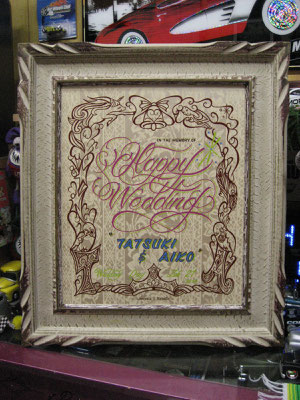 IN THE MEMORY OF
Happy
Wedding
"TATSUKI
& AIKO"